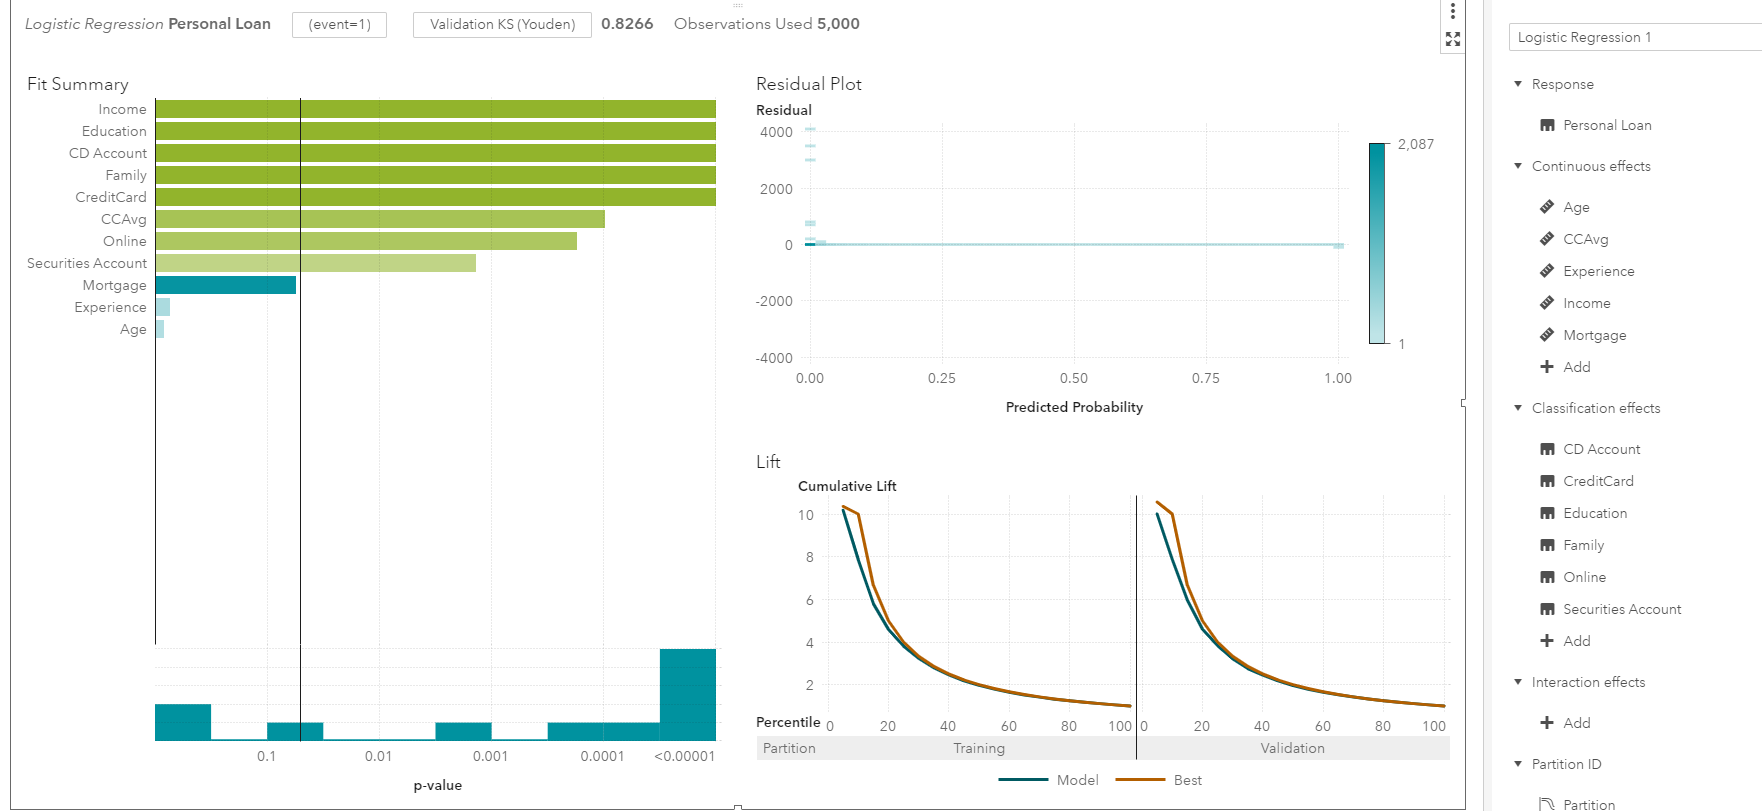 Logistic Regression Personal Loan (event=1) Validation KS (Youden) 0.8266 Observations Used 5,000
Fit Summary
Income
Education
CD Account
Family
CreditCard
CCAvg
Online
Securities Account
Mortgage
Experience
Age
0.1 0.01 0.001 0.0001 <0.00001
p-value
Residual Plot
Residual
4000
2000
0
-2000
-4000
0.00 0.25 0.50 0.75 1.00
Predicted Probability
2,087
1
Lift
Cumulative Lift
10
8
6
4
2
Percentile 0 20 40 60 80 100 0 20 40 60 80 100
Partition Training Validation
Model Best
Logistic Regression 1
Response
Personal Loan
Continuous effects
Age
CCAvg
Experience
Income
Mortgage
Add
Classification effects
CD Account
CreditCard
Education
Family
Online
Securities Account
Add
Interaction effects
Add
Partition ID
Partition